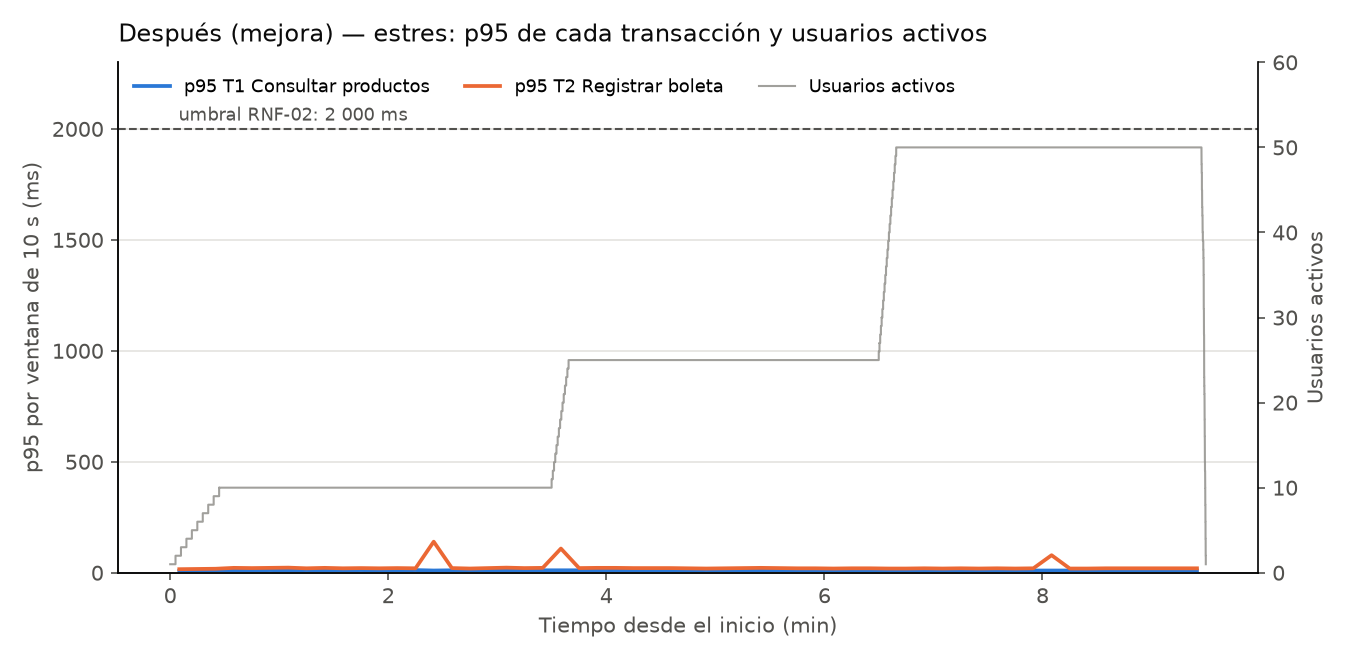 Después (mejora) — estres: p95 de cada transacción y usuarios activos
p95 T1 Consultar productos
p95 T2 Registrar boleta
Usuarios activos
umbral RNF-02: 2 000 ms
p95 por ventana de 10 s (ms)
2000
1500
1000
500
0
60
50
40
30
20
10
0
Usuarios activos
0 2 4 6 8
Tiempo desde el inicio (min)